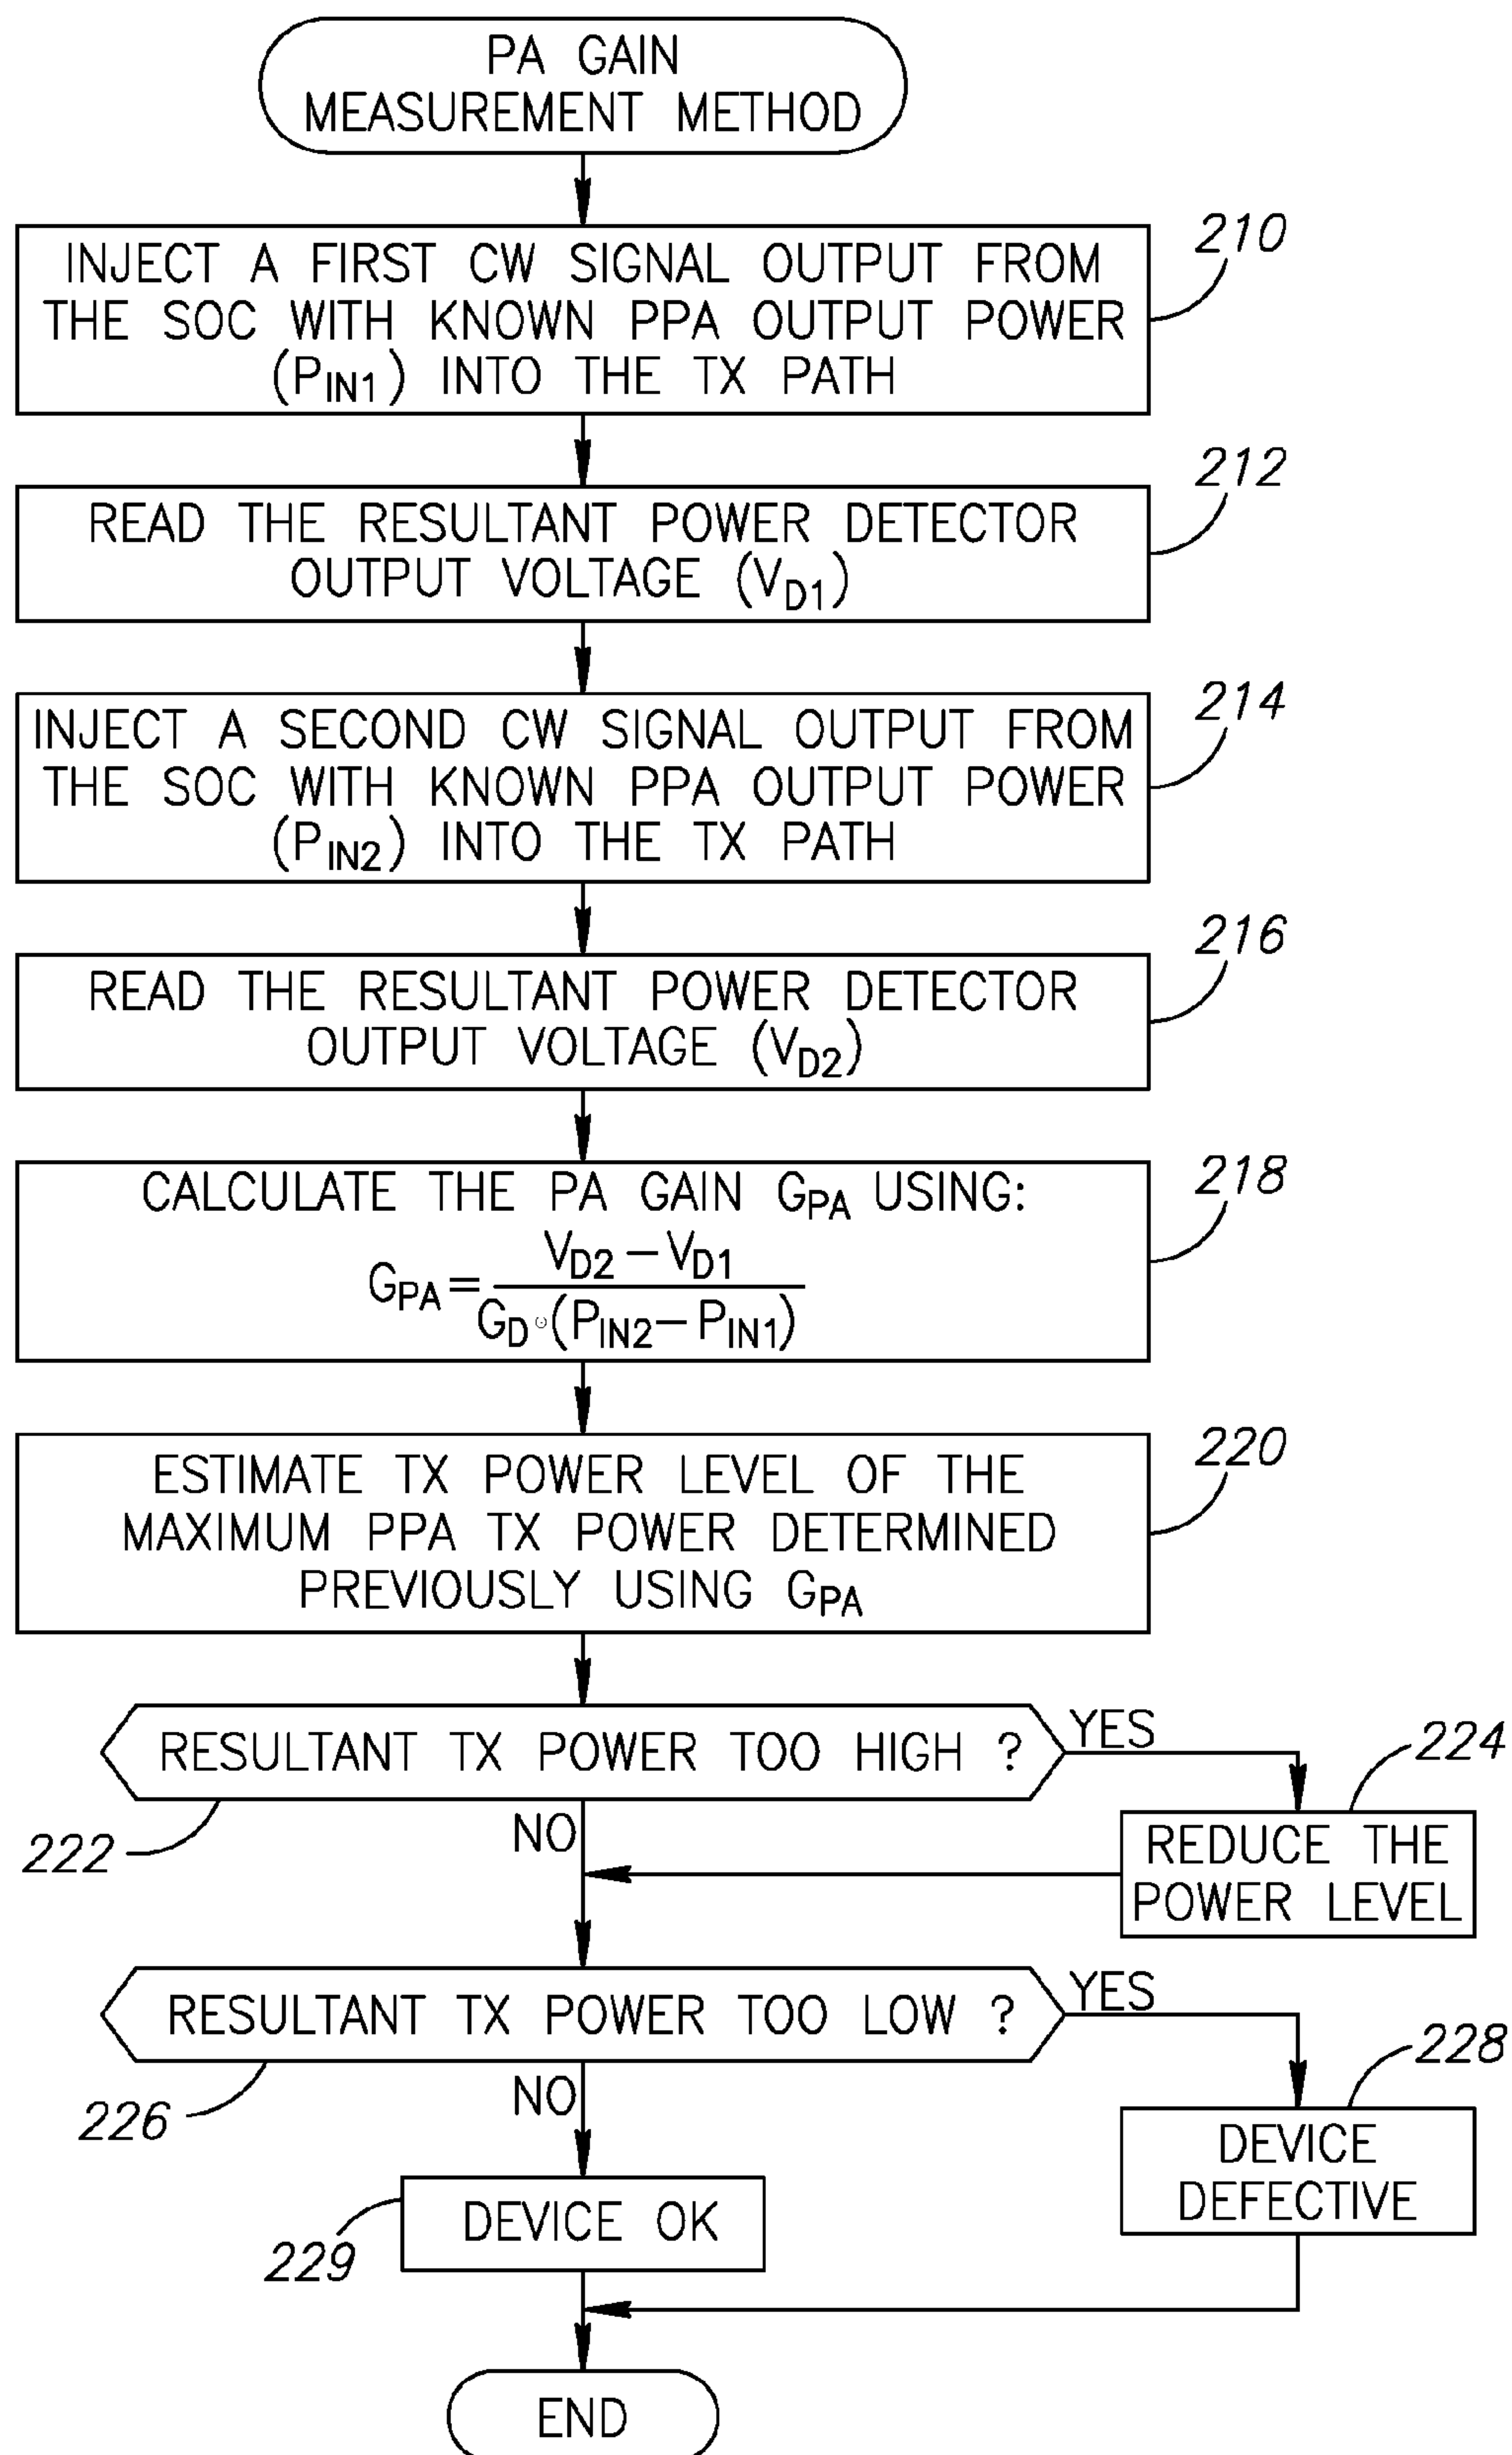 PA GAIN
MEASUREMENT METHOD
INJECT A FIRST CW SIGNAL OUTPUT FROM
THE SOC WITH KNOWN PPA OUTPUT POWER
(PIN1) INTO THE TX PATH
210
READ THE RESULTANT POWER DETECTOR
OUTPUT VOLTAGE (VD1)
212
INJECT A SECOND CW SIGNAL OUTPUT FROM
THE SOC WITH KNOWN PPA OUTPUT POWER
(PIN2) INTO THE TX PATH
214
READ THE RESULTANT POWER DETECTOR
OUTPUT VOLTAGE (VD2)
216
CALCULATE THE PA GAIN GPA USING:
VD2 – VD1
GPA =
GD∘(PIN2 – PIN1)
218
ESTIMATE TX POWER LEVEL OF THE
MAXIMUM PPA TX POWER DETERMINED
PREVIOUSLY USING GPA
220
RESULTANT TX POWER TOO HIGH ?
YES
NO
222
224
REDUCE THE
POWER LEVEL
RESULTANT TX POWER TOO LOW ?
YES
NO
226
228
DEVICE
DEFECTIVE
DEVICE OK
229
END